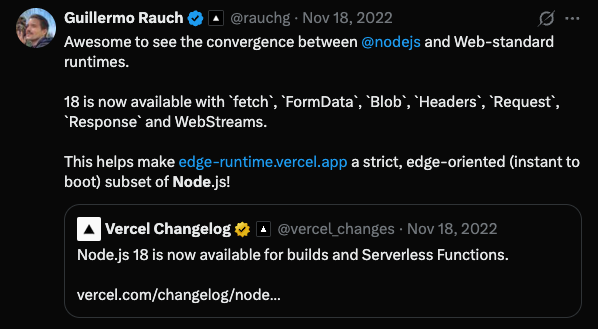 Guillermo Rauch @rauchg · Nov 18, 2022
Awesome to see the convergence between @nodejs and Web-standard
runtimes.
18 is now available with `fetch`, `FormData`, `Blob`, `Headers`, `Request`,
`Response` and WebStreams.
This helps make edge-runtime.vercel.app a strict, edge-oriented (instant to
boot) subset of Node.js!
Vercel Changelog @vercel_changes · Nov 18, 2022
Node.js 18 is now available for builds and Serverless Functions.
vercel.com/changelog/node...